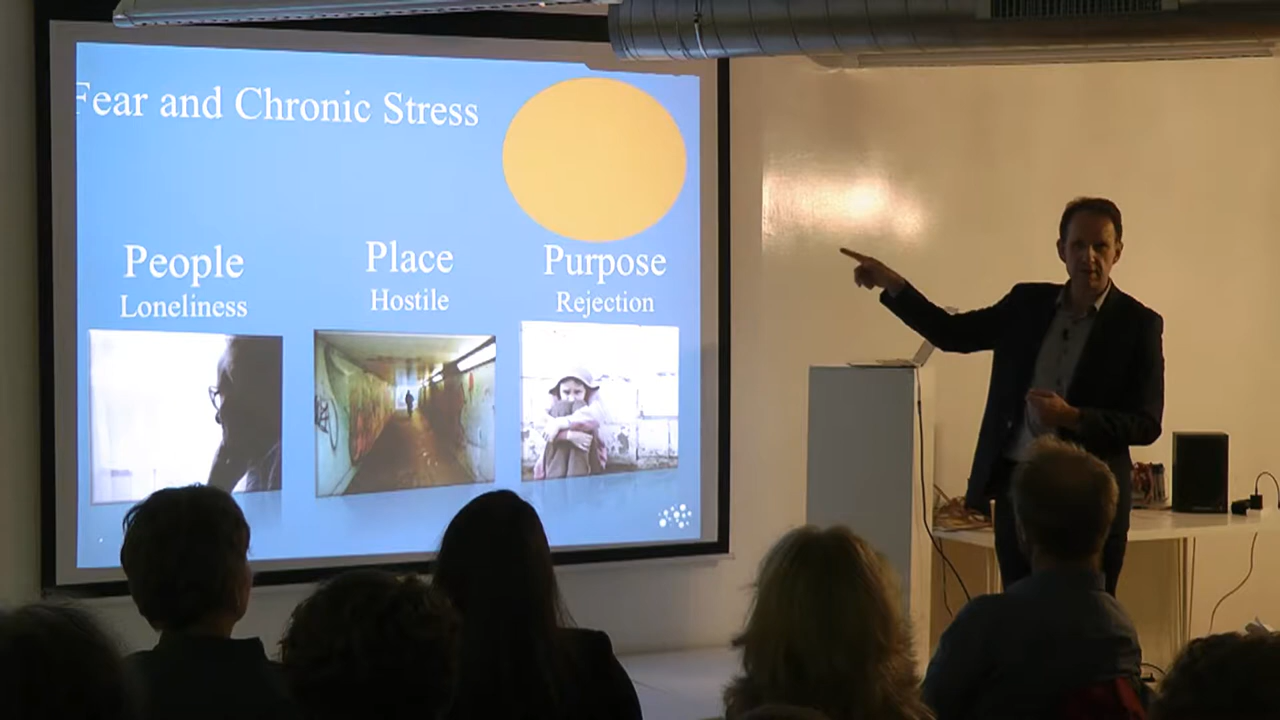 Fear and Chronic Stress
People
Loneliness
Place
Hostile
Purpose
Rejection